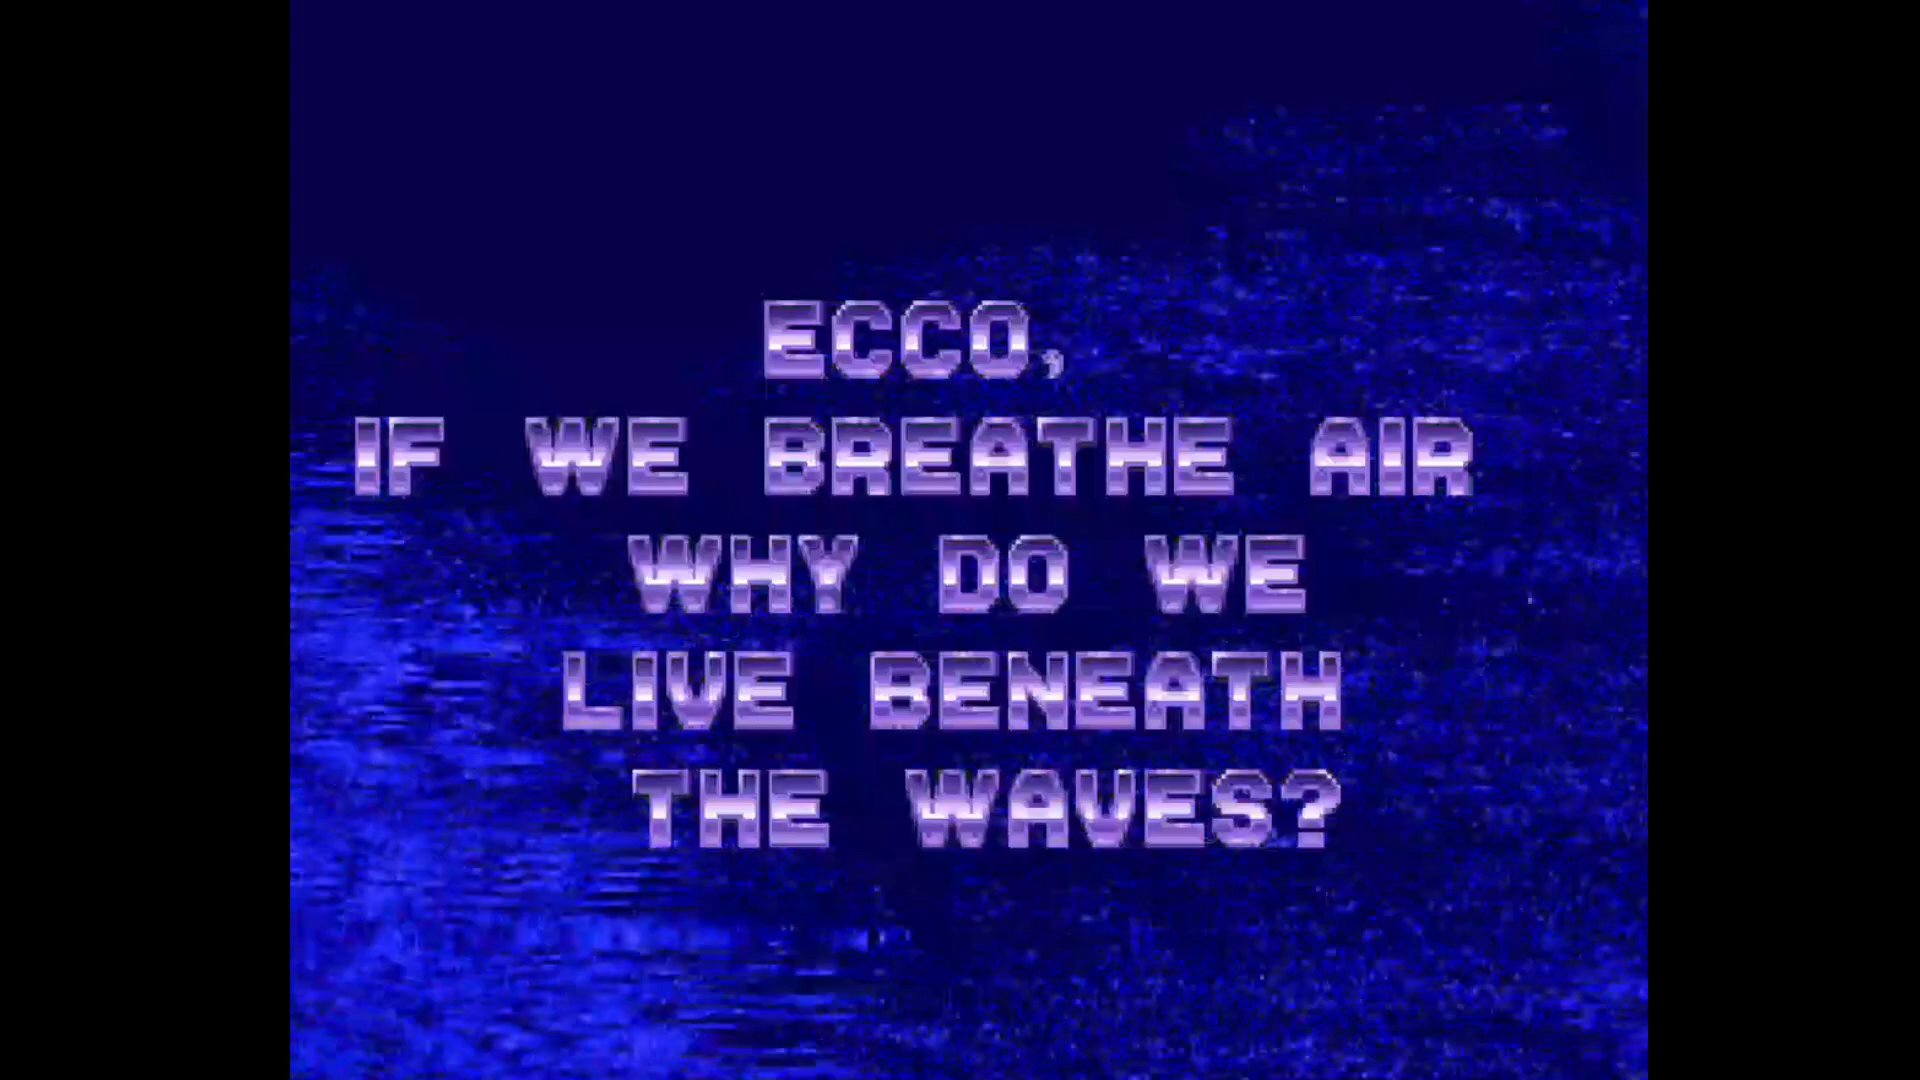 ECCO,
IF WE BREATHE AIR
WHY DO WE
LIVE BENEATH
THE WAVES?